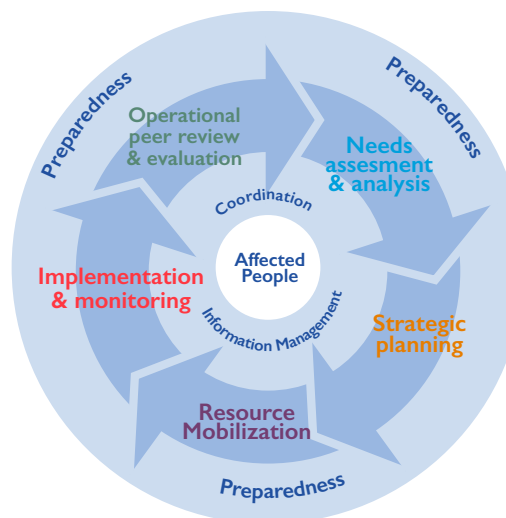 Preparedness
Preparedness
Operational
peer review
& evaluation
Needs
assesment
& analysis
Coordination
Affected
People
Information Management
Implementation
& monitoring
Strategic
planning
Resource
Mobilization
Preparedness